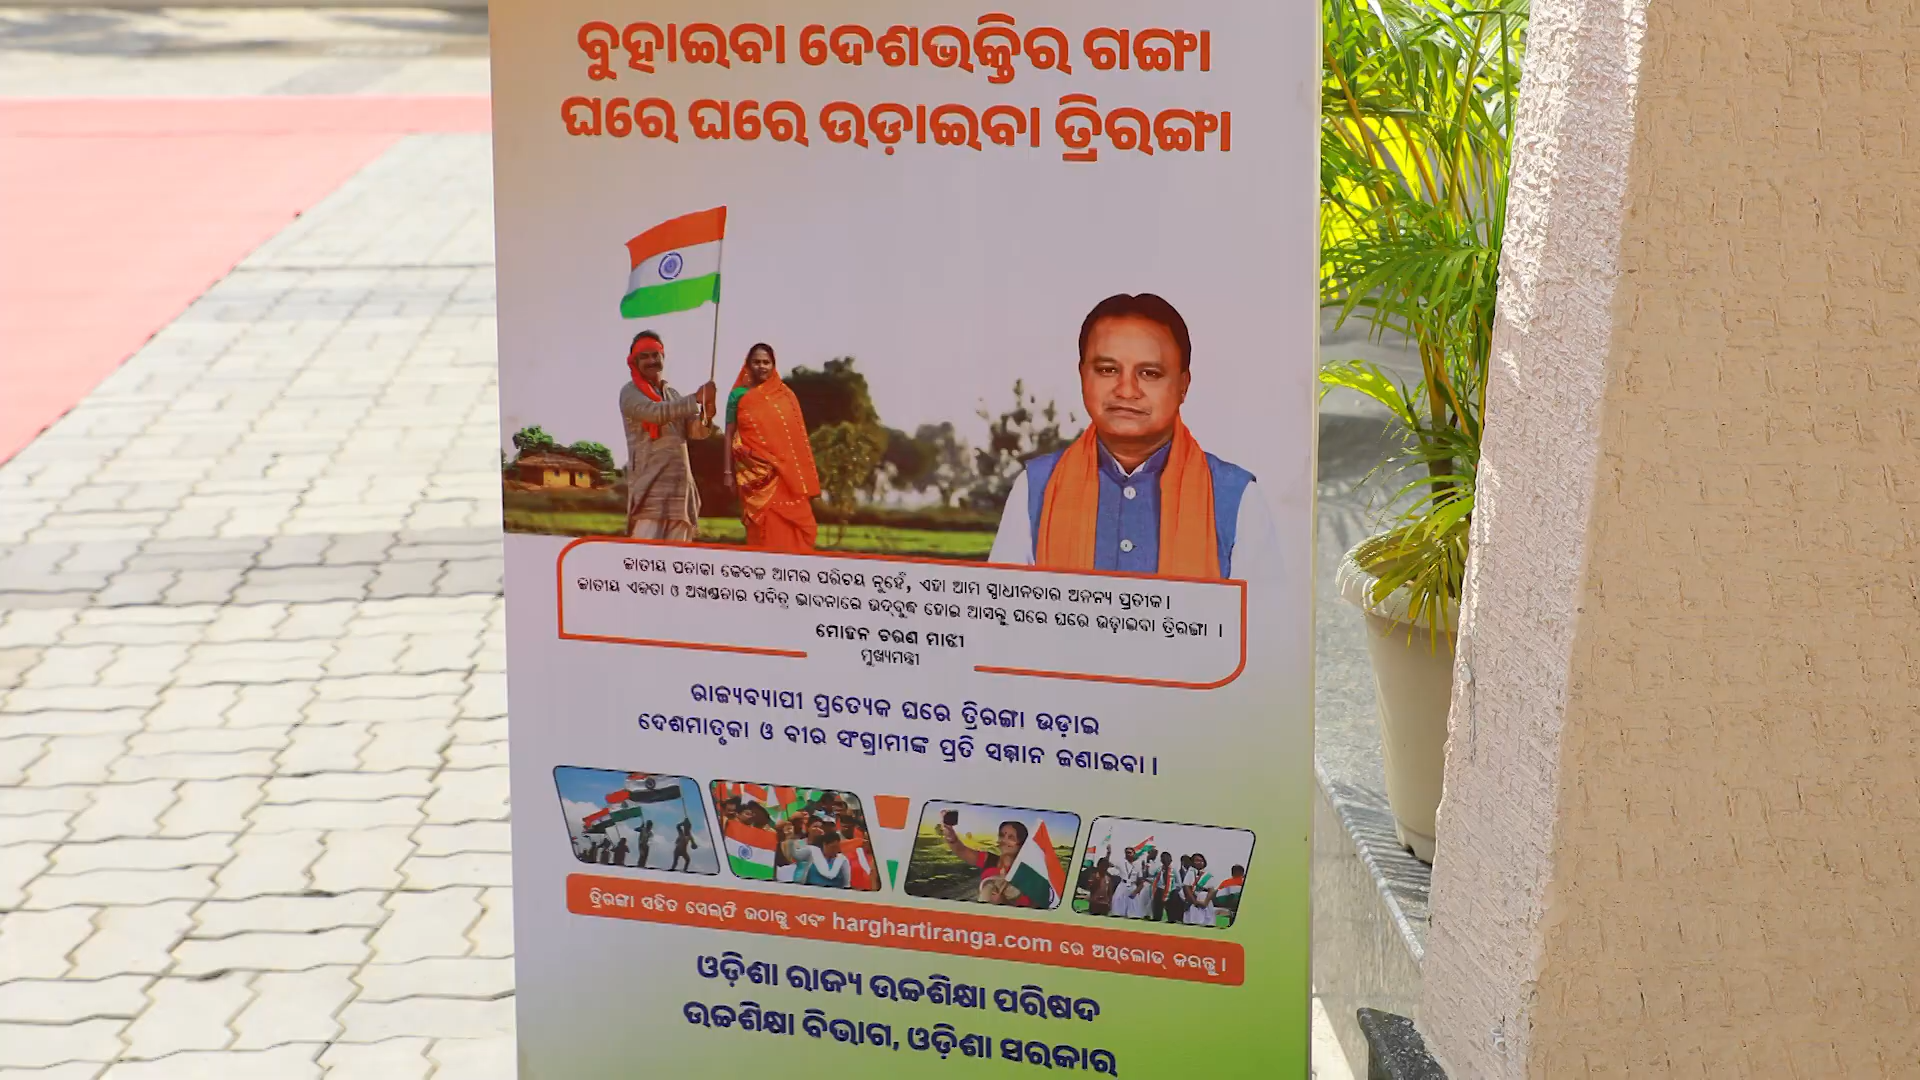 ବୁହାଇବା ଦେଶଭକ୍ତିର ଗଙ୍ଗା
ଘରେ ଘରେ ଉଡ଼ାଇବା ତ୍ରିରଙ୍ଗା
ଜାତୀୟ ପତାକା କେବଳ ଆମର ପରିଚୟ ନୁହେଁ, ଏହା ଆମ ସ୍ୱାଧୀନତାର ଅନନ୍ୟ ପ୍ରତୀକ।
ଜାତୀୟ ଏକତା ଓ ଅଖଣ୍ଡତାର ପବିତ୍ର ଭାବନାରେ ଉଦ୍‌ବୁଦ୍ଧ ହୋଇ ଆସନ୍ତୁ ଘରେ ଘରେ ଉଡ଼ାଇବା ତ୍ରିରଙ୍ଗା ।
ମୋହନ ଚରଣ ମାଝୀ
ମୁଖ୍ୟମନ୍ତ୍ରୀ
ରାଜ୍ୟବ୍ୟାପୀ ପ୍ରତ୍ୟେକ ଘରେ ତ୍ରିରଙ୍ଗା ଉଡ଼ାଇ
ଦେଶମାତୃକା ଓ ବୀର ସଂଗ୍ରାମୀଙ୍କ ପ୍ରତି ସମ୍ମାନ ଜଣାଇବା।
ତ୍ରିରଙ୍ଗା ସହିତ ସେଲ୍‌ଫି ଉଠାନ୍ତୁ ଏବଂ harghartiranga.com ରେ ଅପ୍‌ଲୋଡ୍ କରନ୍ତୁ।
ଓଡ଼ିଶା ରାଜ୍ୟ ଉଚ୍ଚଶିକ୍ଷା ପରିଷଦ
ଉଚ୍ଚଶିକ୍ଷା ବିଭାଗ, ଓଡ଼ିଶା ସରକାର